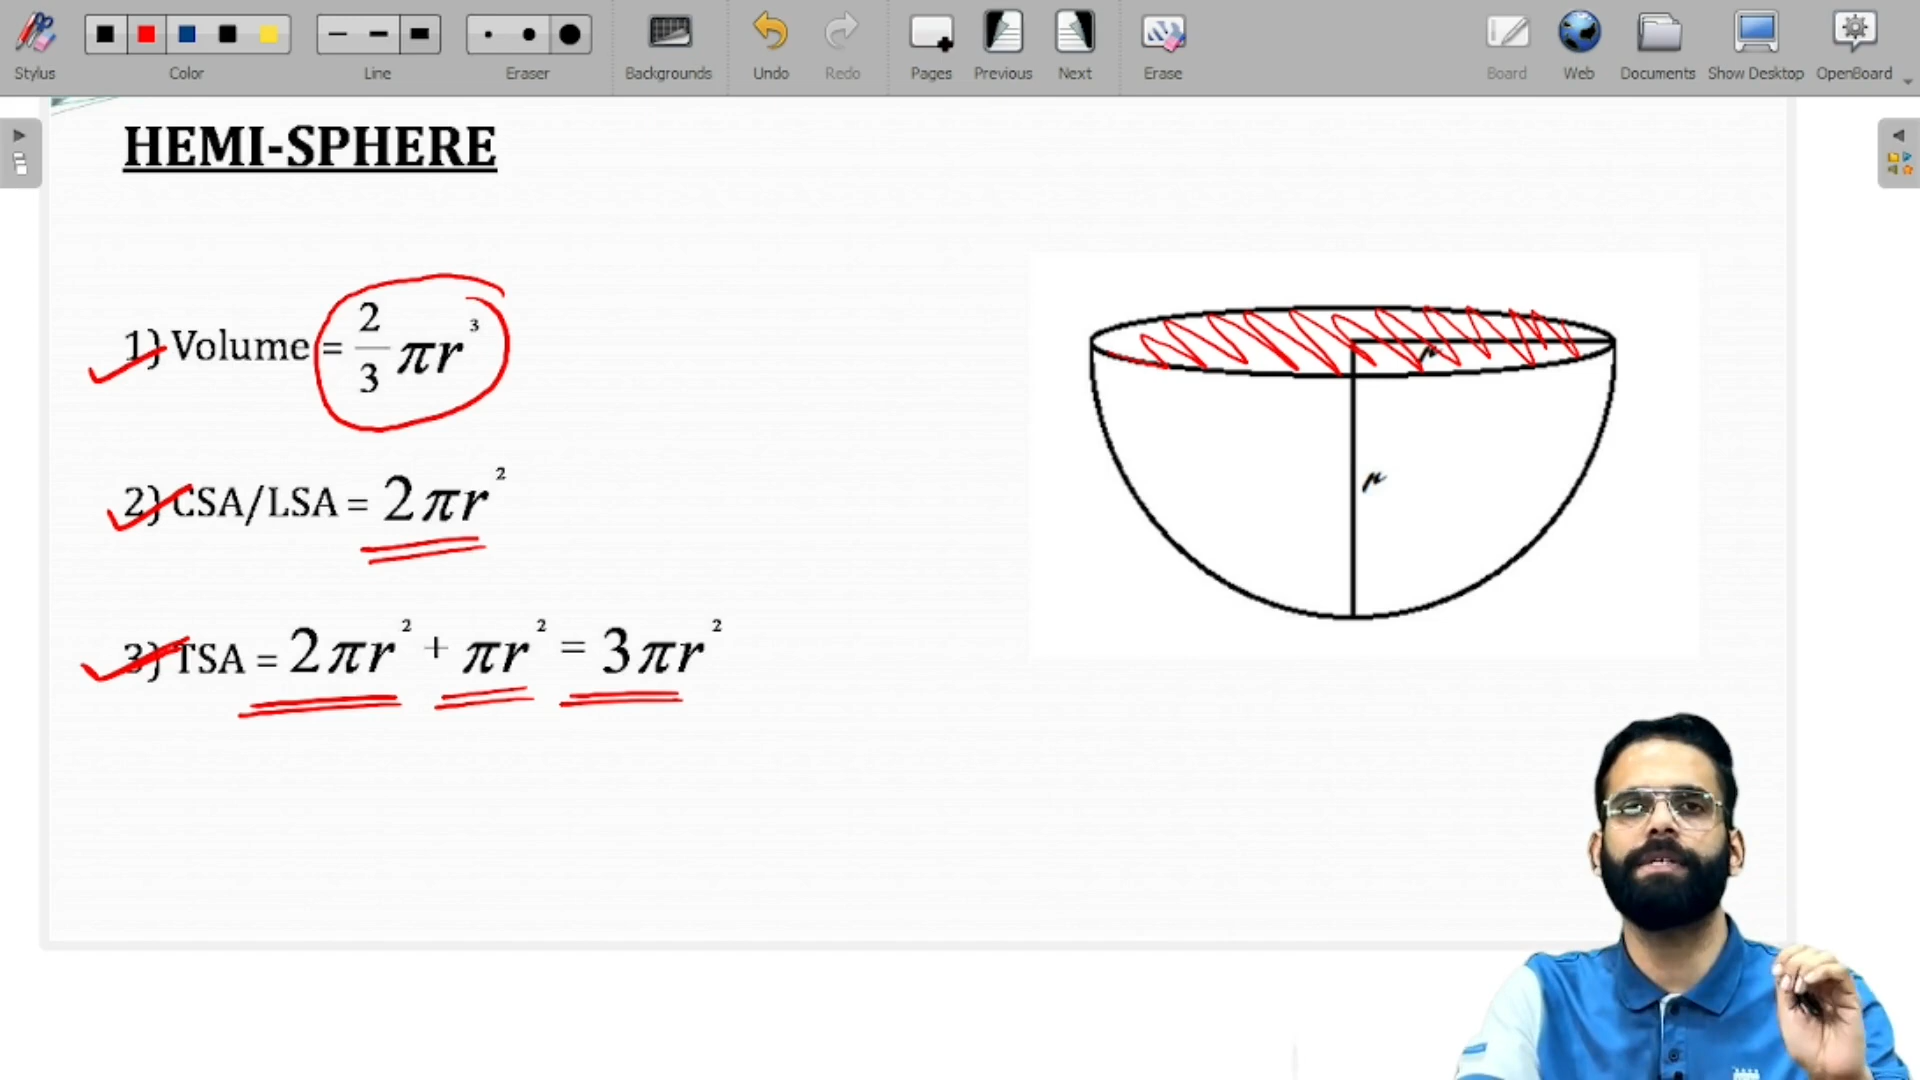 Stylus
Color
Line
Eraser
Backgrounds
Undo
Redo
Pages
Previous
Next
Erase
Board
Web
Documents
Show Desktop
OpenBoard
HEMI-SPHERE
1) Volume = 2/3 πr³
2) CSA/LSA = 2πr²
3) TSA = 2πr² + πr² = 3πr²
r
r